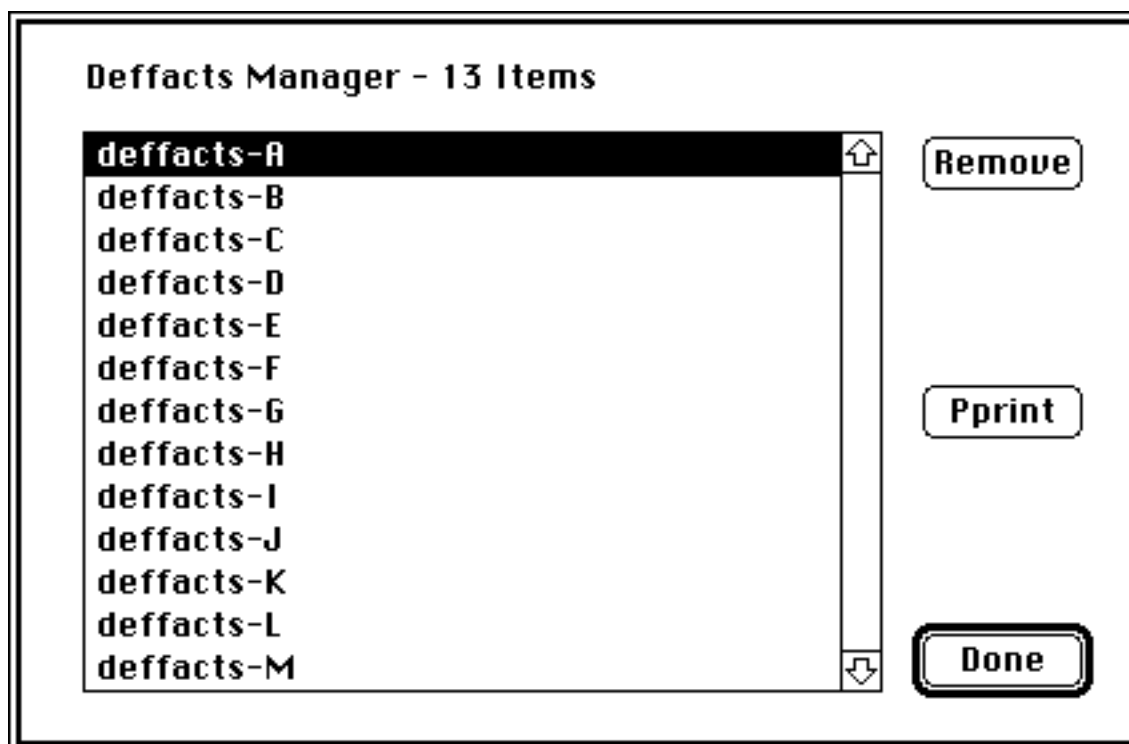 Deffacts Manager - 13 Items
deffacts-A
deffacts-B
deffacts-C
deffacts-D
deffacts-E
deffacts-F
deffacts-G
deffacts-H
deffacts-I
deffacts-J
deffacts-K
deffacts-L
deffacts-M
Remove
Pprint
Done